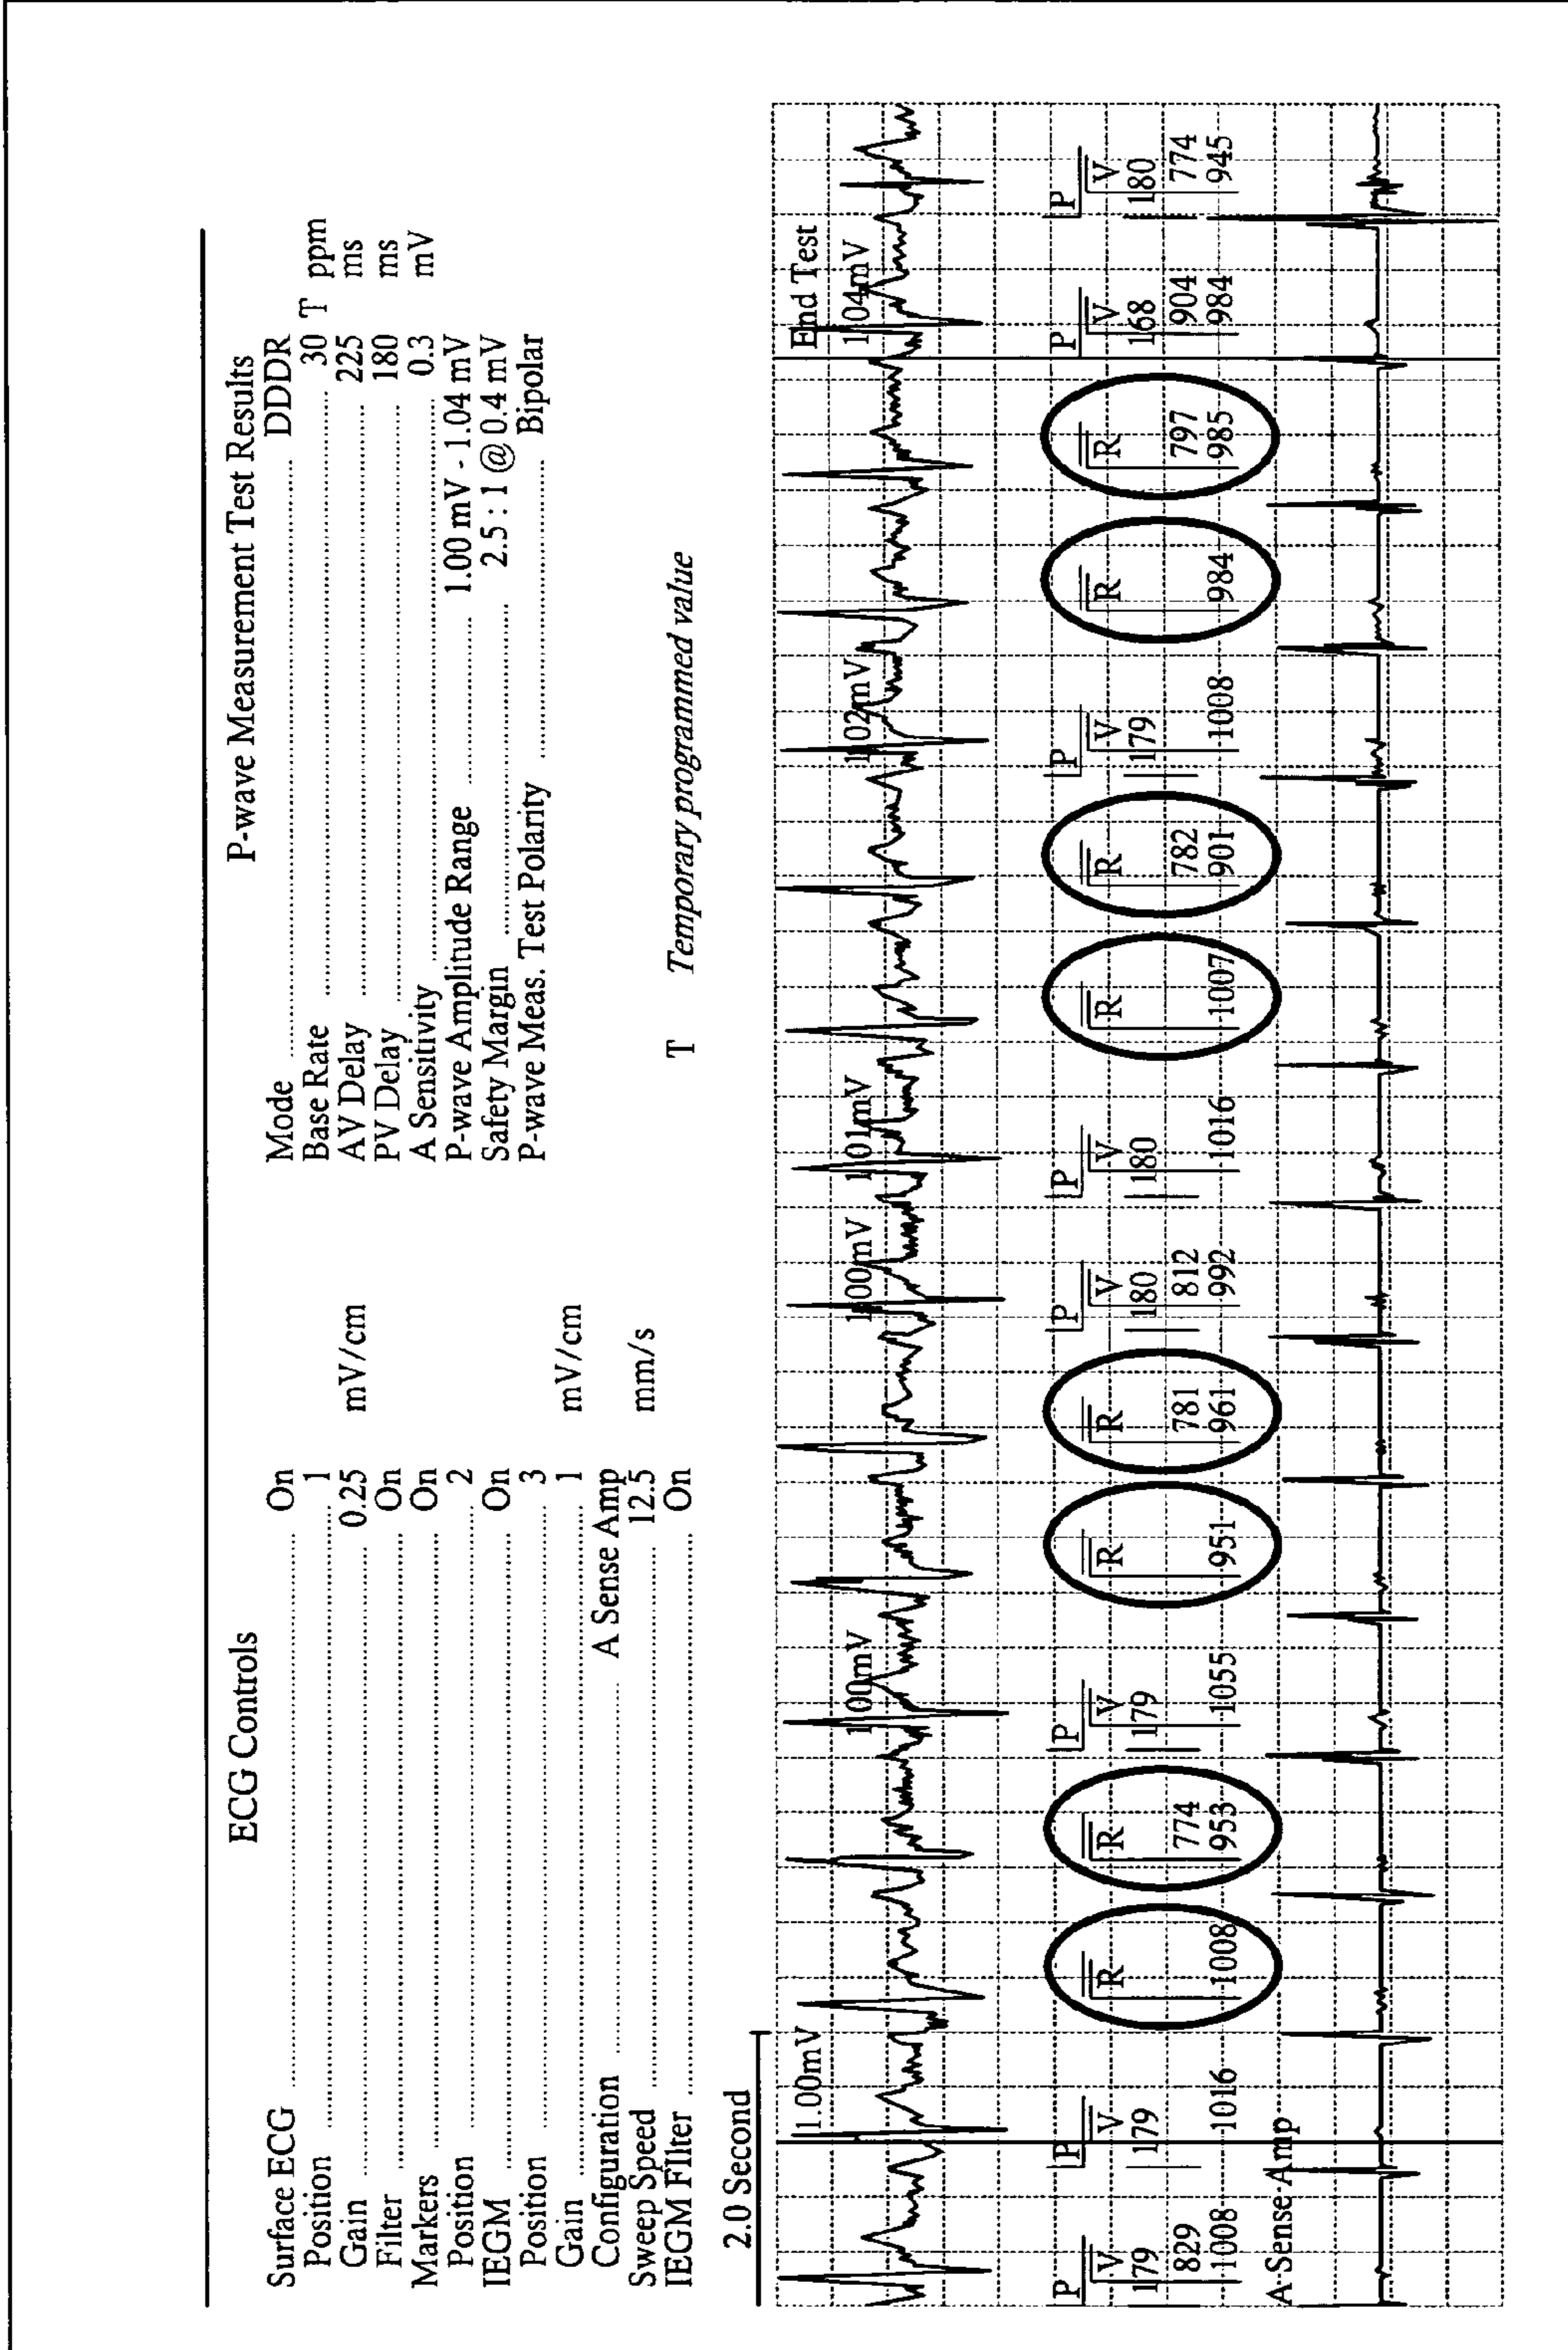 ECG Controls
Surface ECG On
Position 1
Gain 0.25 mV/cm
Filter On
Markers On
Position 2
IEGM On
Position 3
Gain 1 mV/cm
Configuration A Sense Amp
Sweep Speed 12.5 mm/s
IEGM FIlter On
P-wave Measurement Test Results
Mode DDDR
Base Rate 30 T ppm
AV Delay 225 ms
PV Delay 180 ms
A Sensitivity 0.3 mV
P-wave Amplitude Range 1.00 mV - 1.04 mV
Safety Margin 2.5 : 1 @ 0.4 mV
P-wave Meas. Test Polarity Bipolar
T Temporary programmed value
2.0 Second
1.00mV 1.00mV 1.00mV 1.01mV 1.02mV 1.04mV End Test
P P P P P P P P
V V R R V R R V V R R V R R V V
179 179 179 180 180 179 168 180
829 774 781 812 782 797 904 774
1008 1016 1008 953 1055 951 961 992 1016 1007 901 1008 984 985 984 945
A Sense Amp